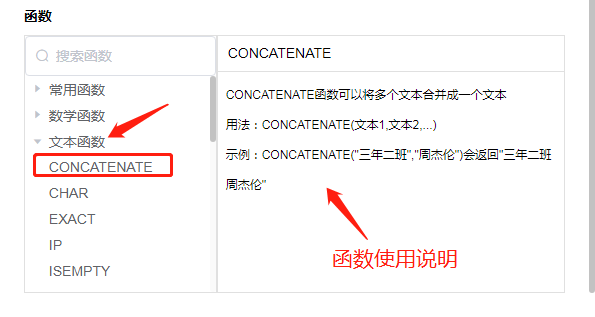 函数
搜索函数
常用函数
数学函数
文本函数
CONCATENATE
CHAR
EXACT
IP
ISEMPTY
CONCATENATE
CONCATENATE函数可以将多个文本合并成一个文本
用法：CONCATENATE(文本1,文本2,...)
示例：CONCATENATE("三年二班","周杰伦")会返回"三年二班
周杰伦"
函数使用说明